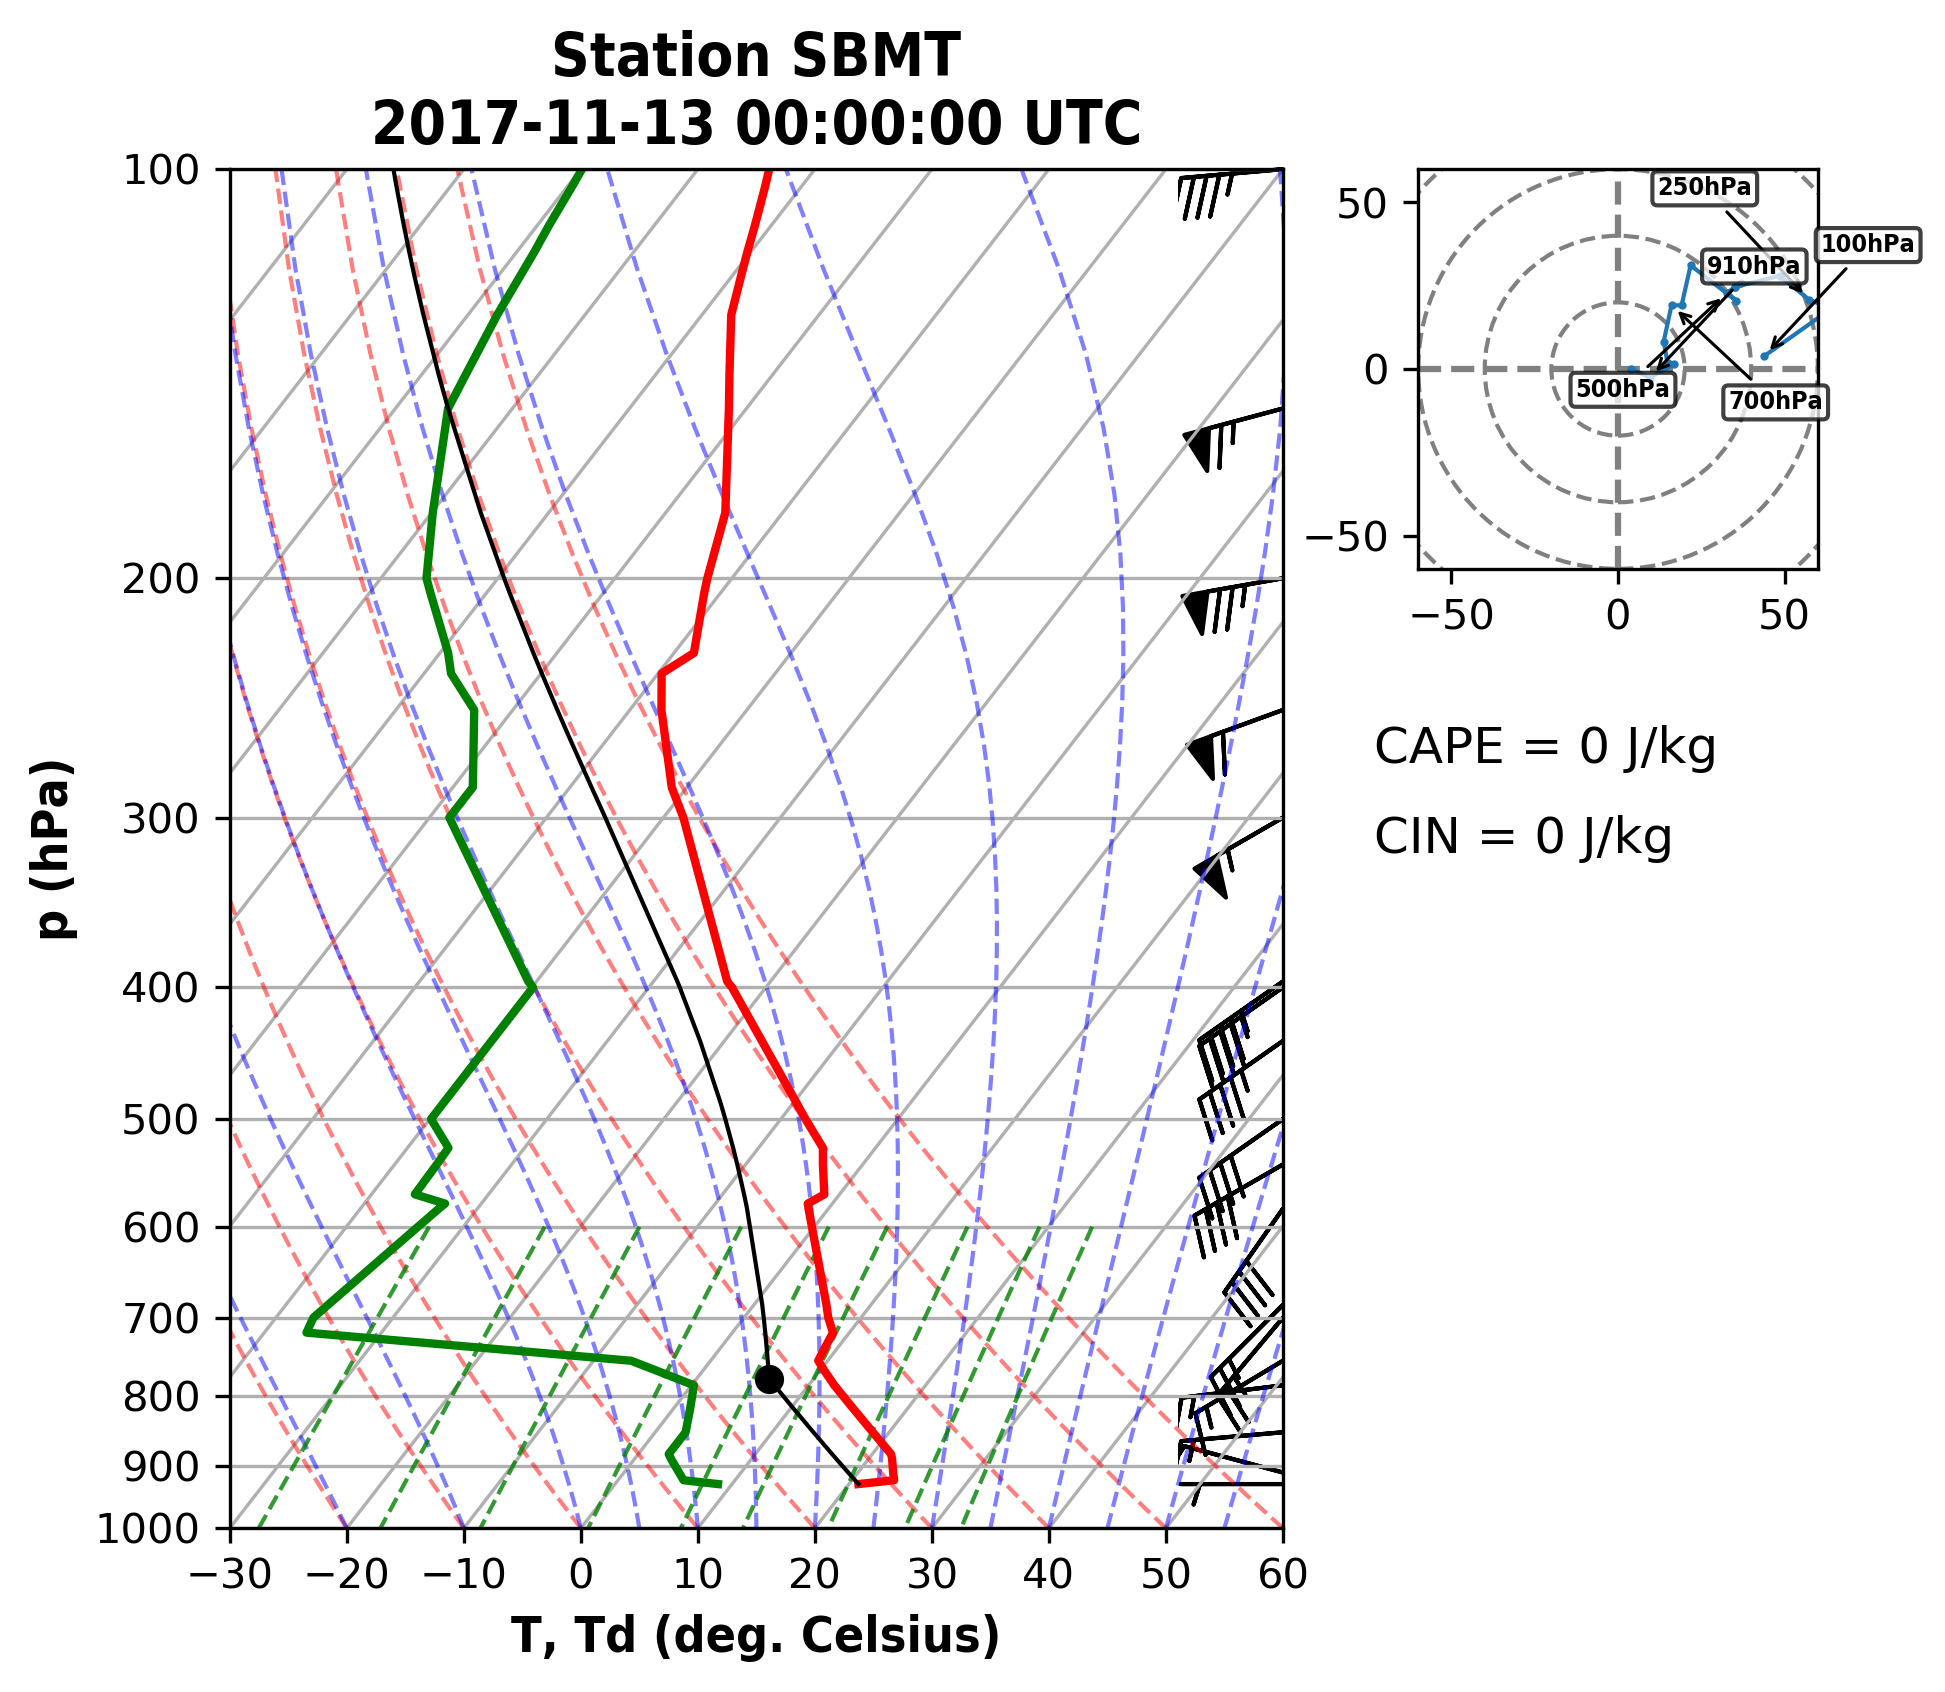 Station SBMT
2017-11-13 00:00:00 UTC
100
200
300
400
500
600
700
800
900
1000
p (hPa)
−30 −20 −10 0 10 20 30 40 50 60
T, Td (deg. Celsius)
50
0
−50
−50 0 50
250hPa
100hPa
910hPa
500hPa
700hPa
CAPE = 0 J/kg
CIN = 0 J/kg